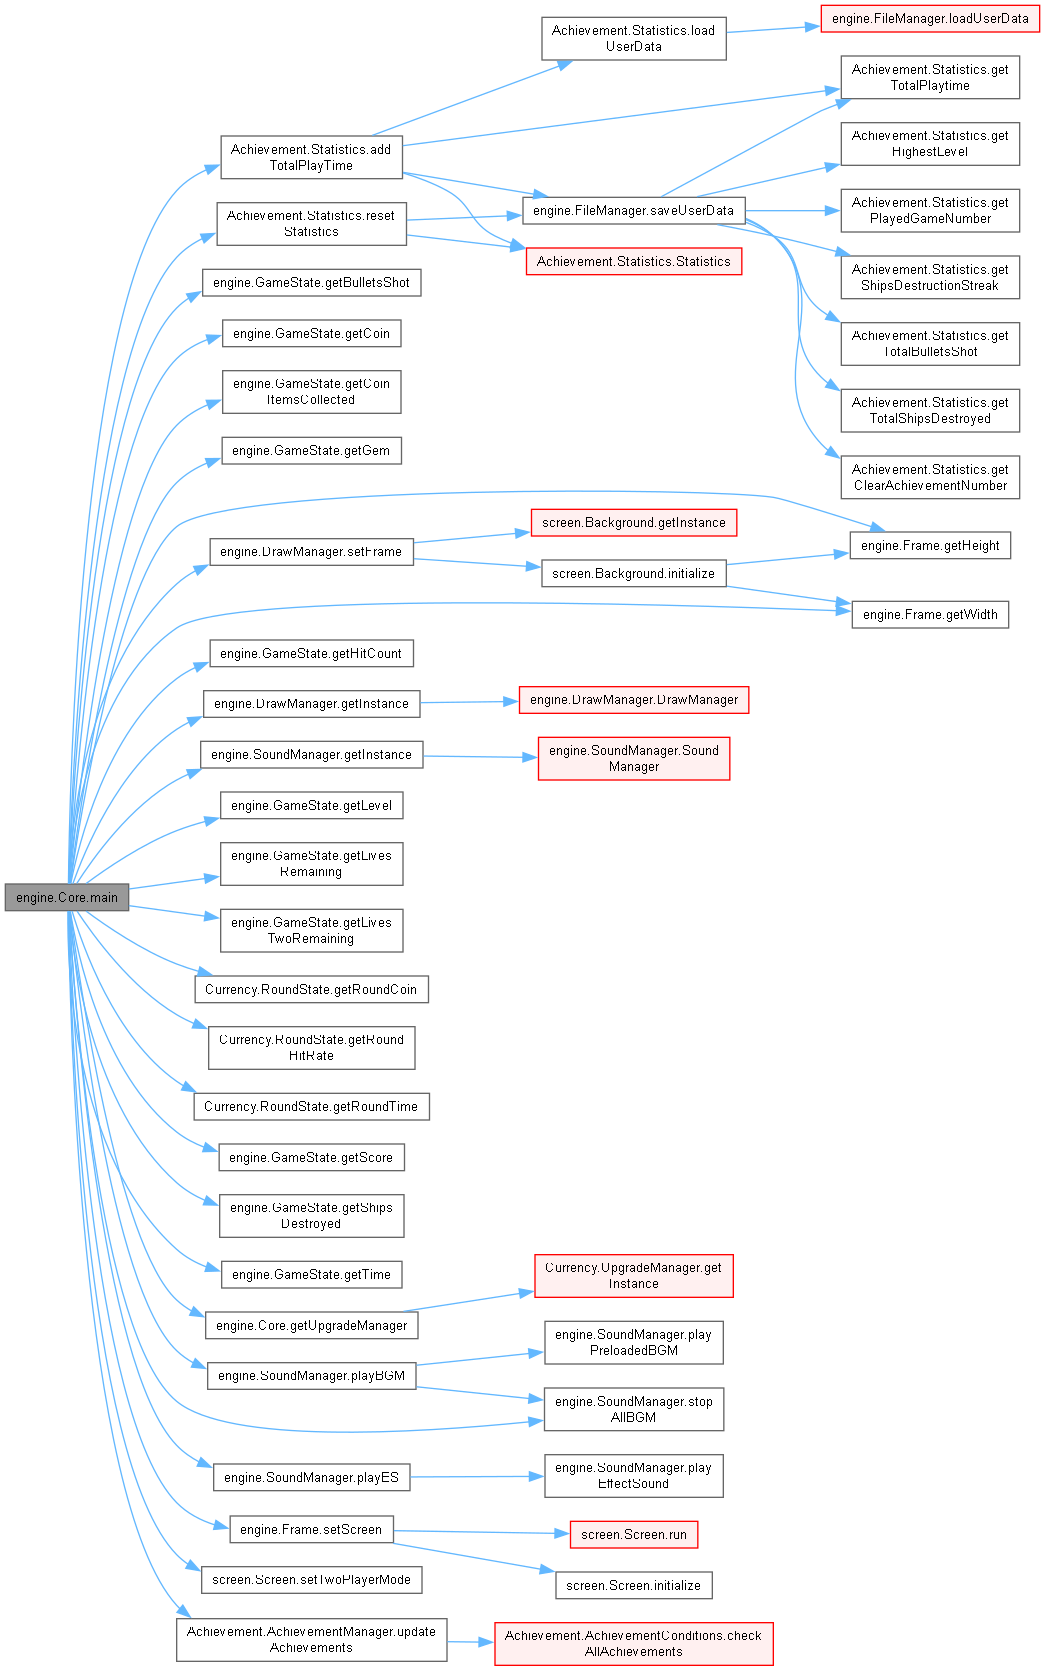 Achievement.Statistics.load
UserData
engine.FileManager.loadUserData
Achievement.Statistics.get
TotalPlaytime
Achievement.Statistics.get
HighestLevel
Achievement.Statistics.add
TotalPlayTime
Achievement.Statistics.reset
Statistics
engine.FileManager.saveUserData
Achievement.Statistics.get
PlayedGameNumber
Achievement.Statistics.Statistics
Achievement.Statistics.get
ShipsDestructionStreak
engine.GameState.getBulletsShot
engine.GameState.getCoin
Achievement.Statistics.get
TotalBulletsShot
engine.GameState.getCoin
ItemsCollected
Achievement.Statistics.get
TotalShipsDestroyed
engine.GameState.getGem
Achievement.Statistics.get
ClearAchievementNumber
screen.Background.getInstance
engine.DrawManager.setFrame
engine.Frame.getHeight
screen.Background.initialize
engine.Frame.getWidth
engine.GameState.getHitCount
engine.DrawManager.getInstance
engine.DrawManager.DrawManager
engine.SoundManager.getInstance
engine.SoundManager.Sound
Manager
engine.GameState.getLevel
engine.GameState.getLives
Remaining
engine.Core.main
engine.GameState.getLives
TwoRemaining
Currency.RoundState.getRoundCoin
Currency.RoundState.getRound
HitRate
Currency.RoundState.getRoundTime
engine.GameState.getScore
engine.GameState.getShips
Destroyed
engine.GameState.getTime
Currency.UpgradeManager.get
Instance
engine.Core.getUpgradeManager
engine.SoundManager.play
PreloadedBGM
engine.SoundManager.playBGM
engine.SoundManager.stop
AllBGM
engine.SoundManager.playES
engine.SoundManager.play
EffectSound
engine.Frame.setScreen
screen.Screen.run
screen.Screen.setTwoPlayerMode
screen.Screen.initialize
Achievement.AchievementManager.update
Achievements
Achievement.AchievementConditions.check
AllAchievements